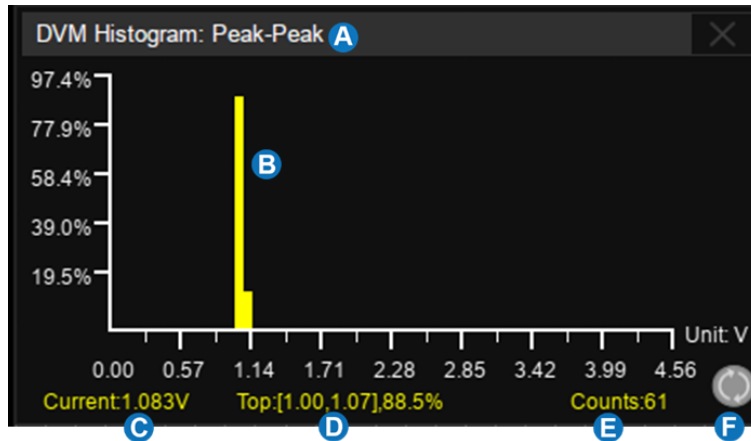 DVM Histogram: Peak-Peak A
97.4%
77.9%
B
58.4%
39.0%
19.5%
Unit: V
0.00 0.57 1.14 1.71 2.28 2.85 3.42 3.99 4.56
Current:1.083V Top:[1.00,1.07],88.5% Counts:61
C D E F